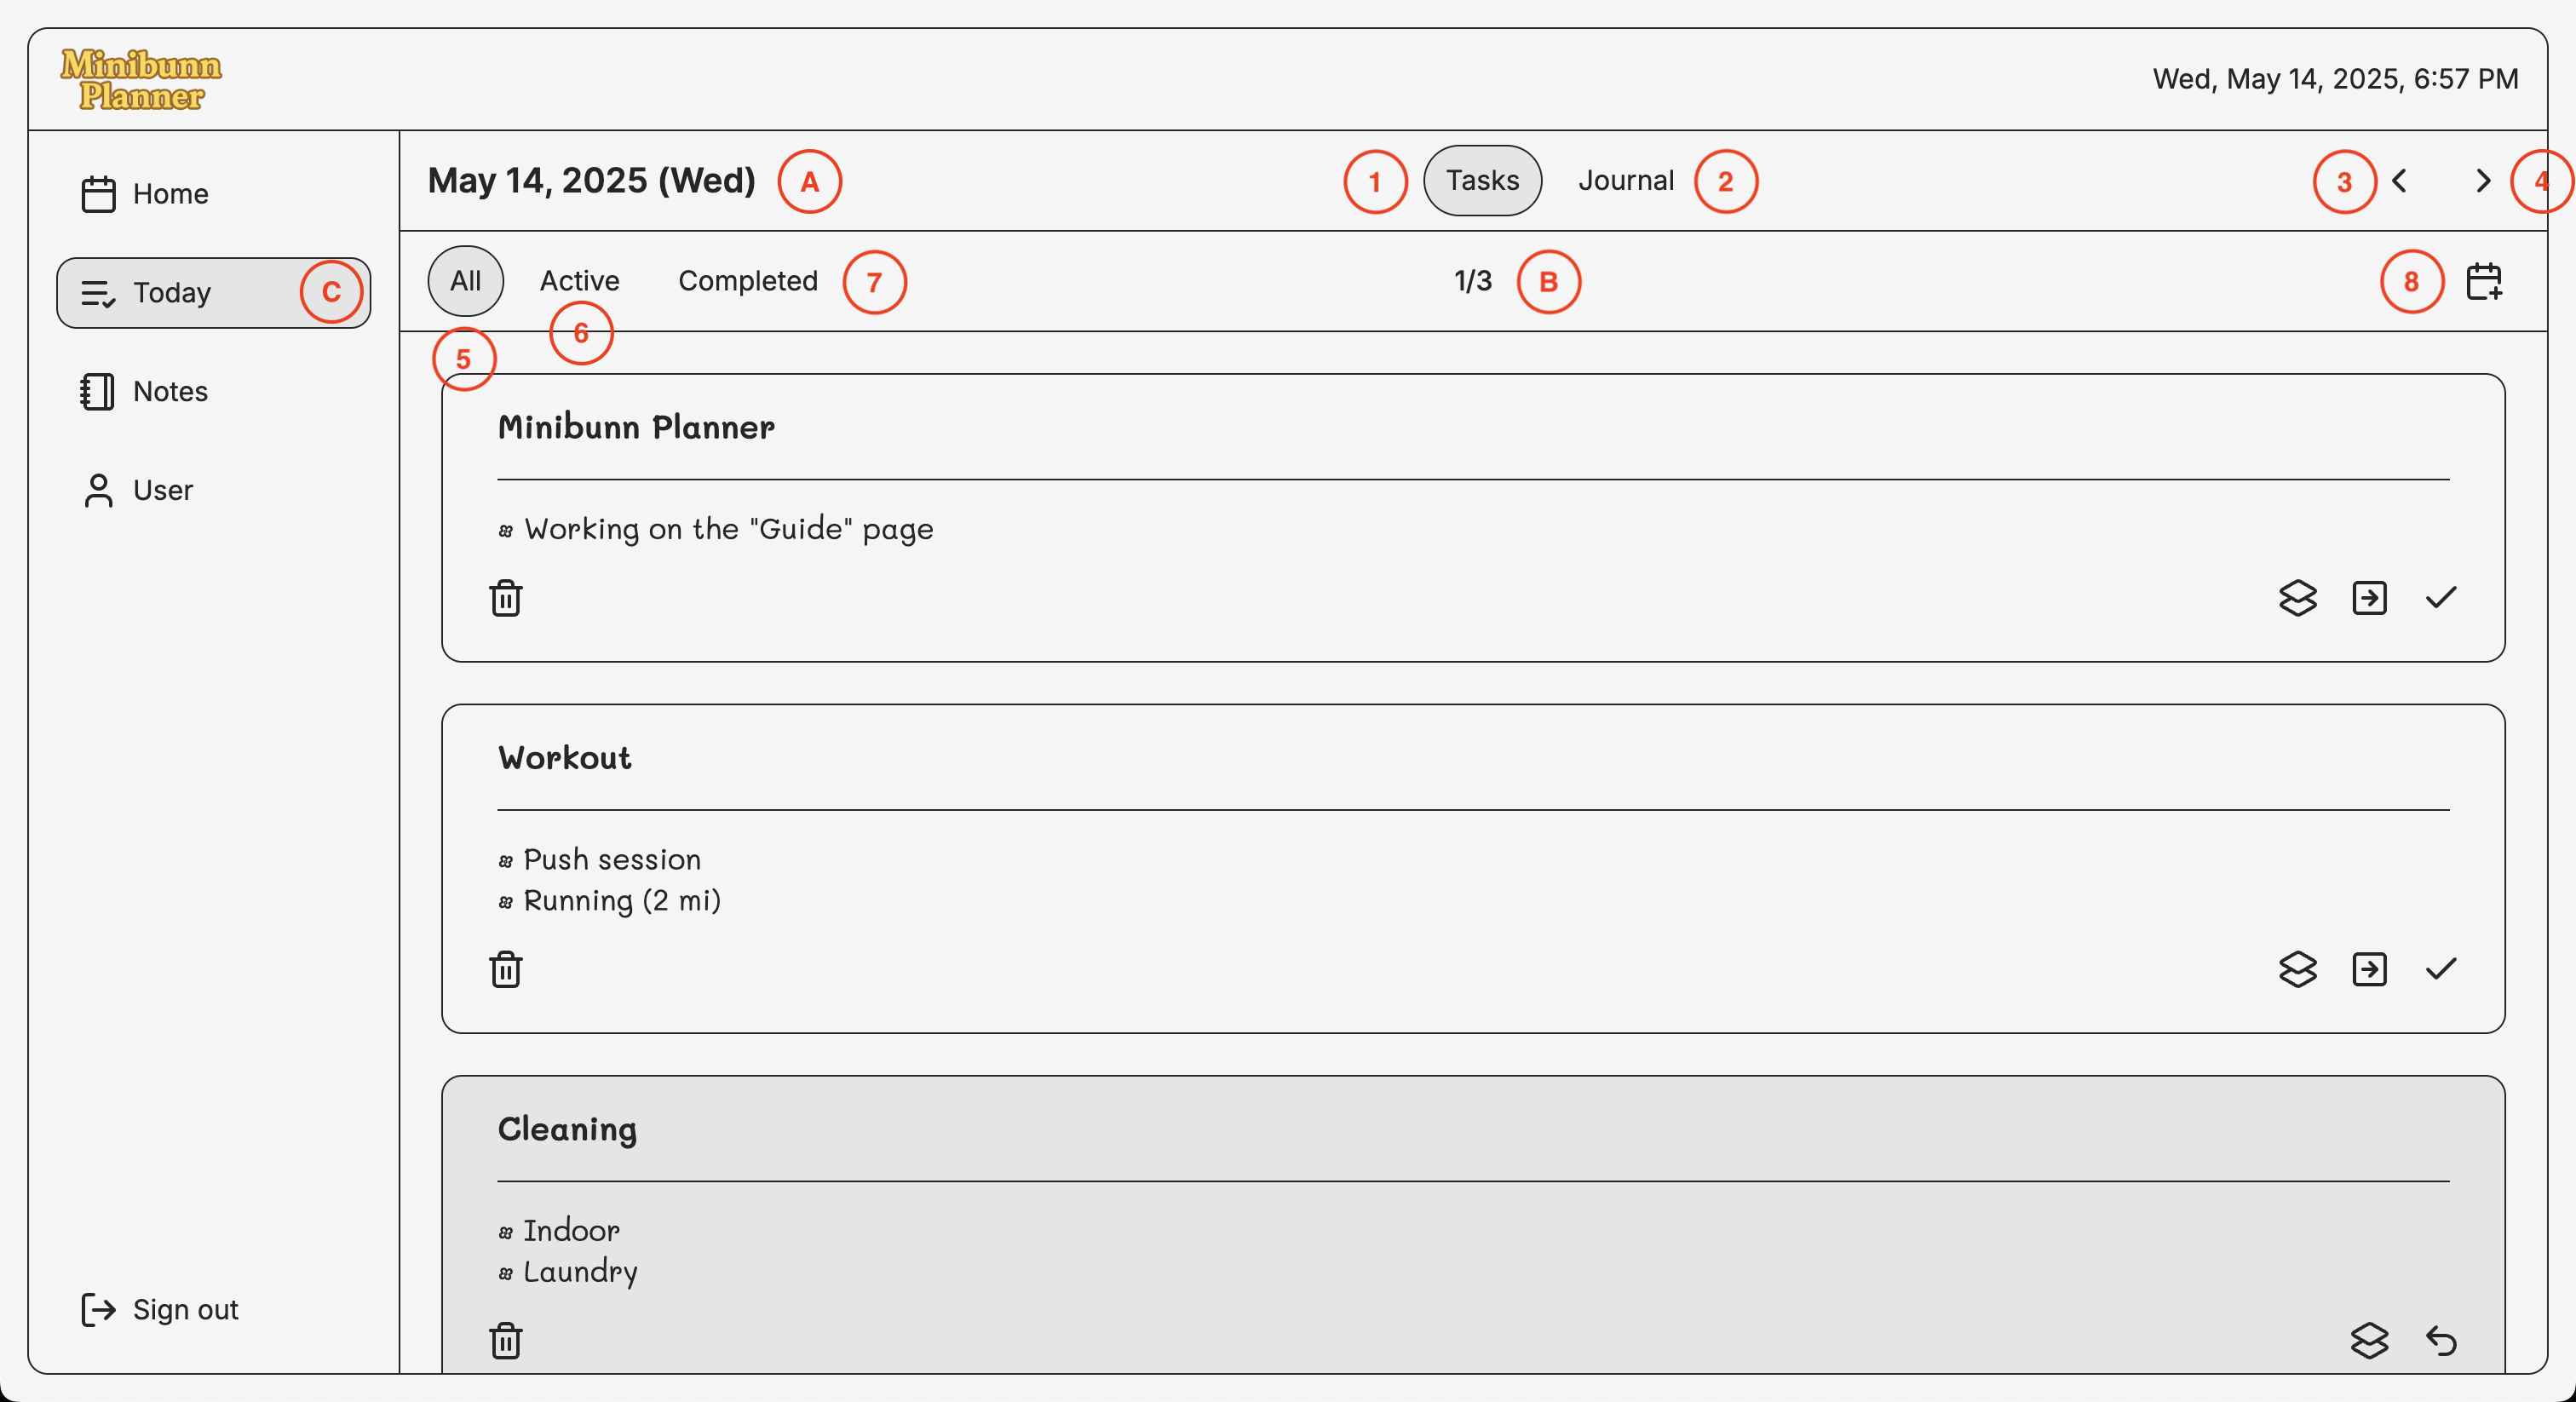 Minibunn
Planner
Wed, May 14, 2025, 6:57 PM
Home
Today C
Notes
User
Sign out
May 14, 2025 (Wed) A
1 Tasks Journal 2
3 4
All Active Completed 7
1/3 B
8
6
5
Minibunn Planner
Working on the "Guide" page
Workout
Push session
Running (2 mi)
Cleaning
Indoor
Laundry